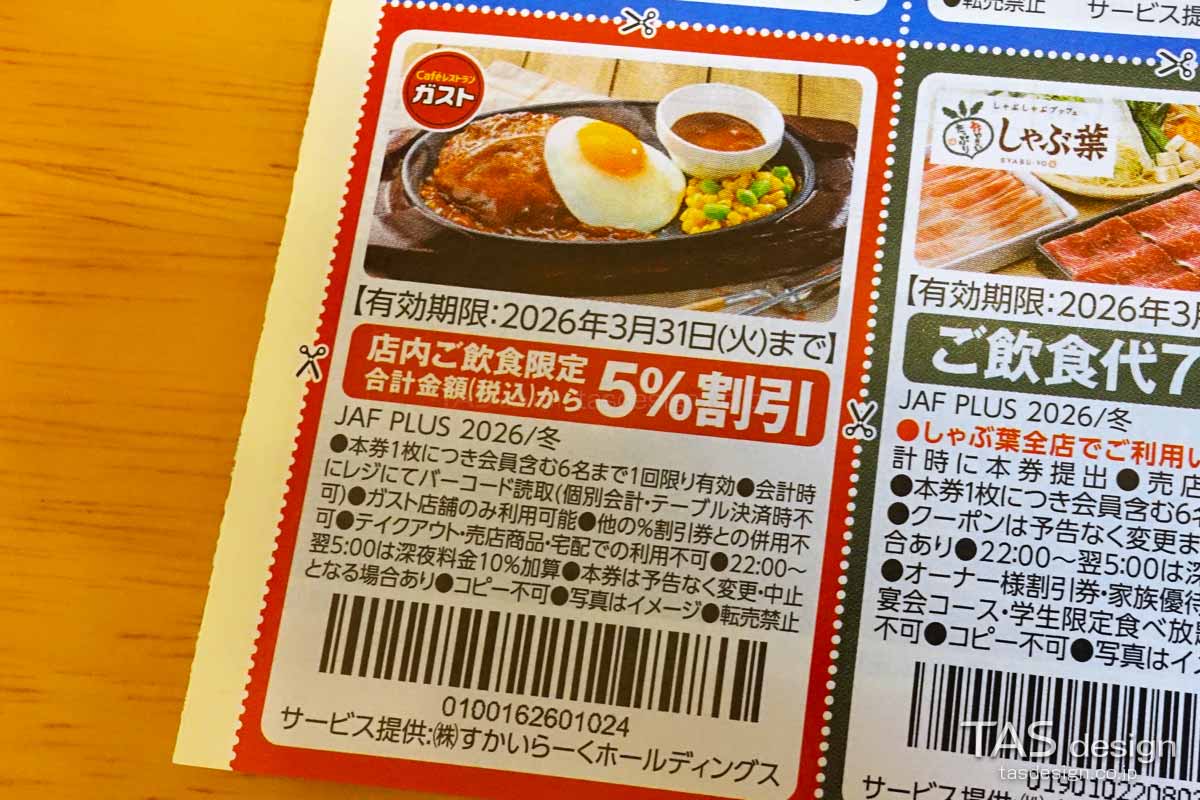 ●転売禁止 サービス提
Caféレストラン
ガスト
【有効期限:2026年3月31日(火)まで】
店内ご飲食限定
合計金額(税込)から
5%割引
JAF PLUS 2026/冬
●本券1枚につき会員含む6名まで1回限り有効●会計時
にレジにてバーコード読取(個別会計・テーブル決済時不
可)●ガスト店舗のみ利用可能●他の%割引券との併用不
可●テイクアウト・売店商品・宅配での利用不可●22:00~
翌5:00は深夜料金10%加算●本券は予告なく変更・中止
となる場合あり●コピー不可●写真はイメージ●転売禁止
0100162601024
サービス提供:㈱すかいらーくホールディングス
しゃぶしゃぶブッフェ
しゃぶ葉
SYABU-YO
【有効期限:2026年3月
ご飲食代7
JAF PLUS 2026/冬
●しゃぶ葉全店でご利用い
計時に本券提出●売店
●本券1枚につき会員含む6
●クーポンは予告なく変更ま
合あり●22:00~翌5:00は深
●オーナー様割引券・家族優待
宴会コース・学生限定食べ放題
不可●コピー不可●写真はイメ
サービス提供
TAS design
tasdesign.co.jp